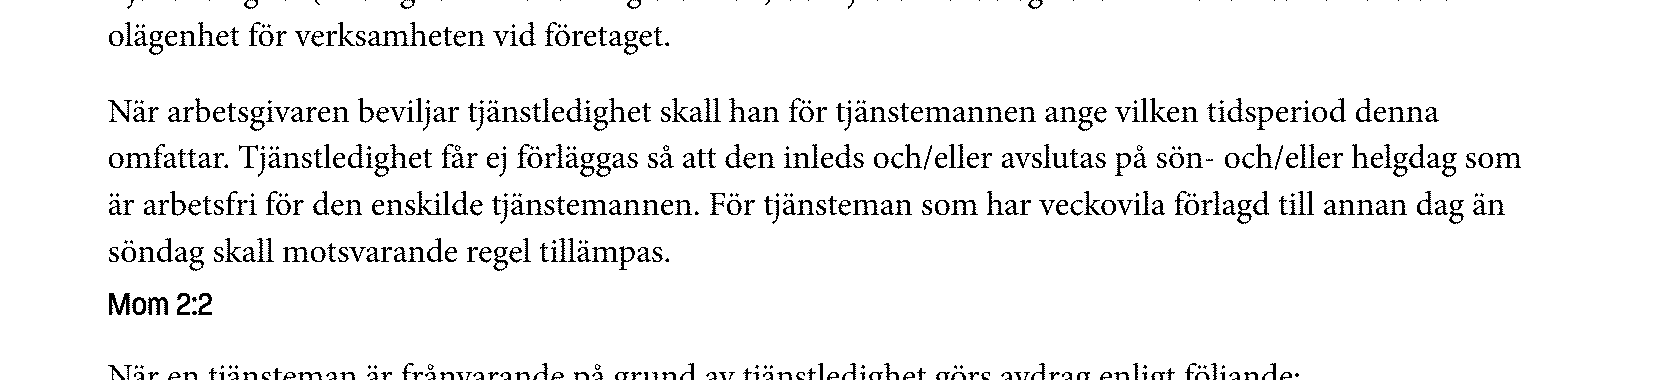 olägenhet för verksamheten vid företaget.
När arbetsgivaren beviljar tjänstledighet skall han för tjänstemannen ange vilken tidsperiod denna
omfattar. Tjänstledighet får ej förläggas så att den inleds och/eller avslutas på sön- och/eller helgdag som
är arbetsfri för den enskilde tjänstemannen. För tjänsteman som har veckovila förlagd till annan dag än
söndag skall motsvarande regel tillämpas.
Mom 2:2
När en tjänsteman är frånvarande på grund av tjänstledighet görs avdrag enligt följande: